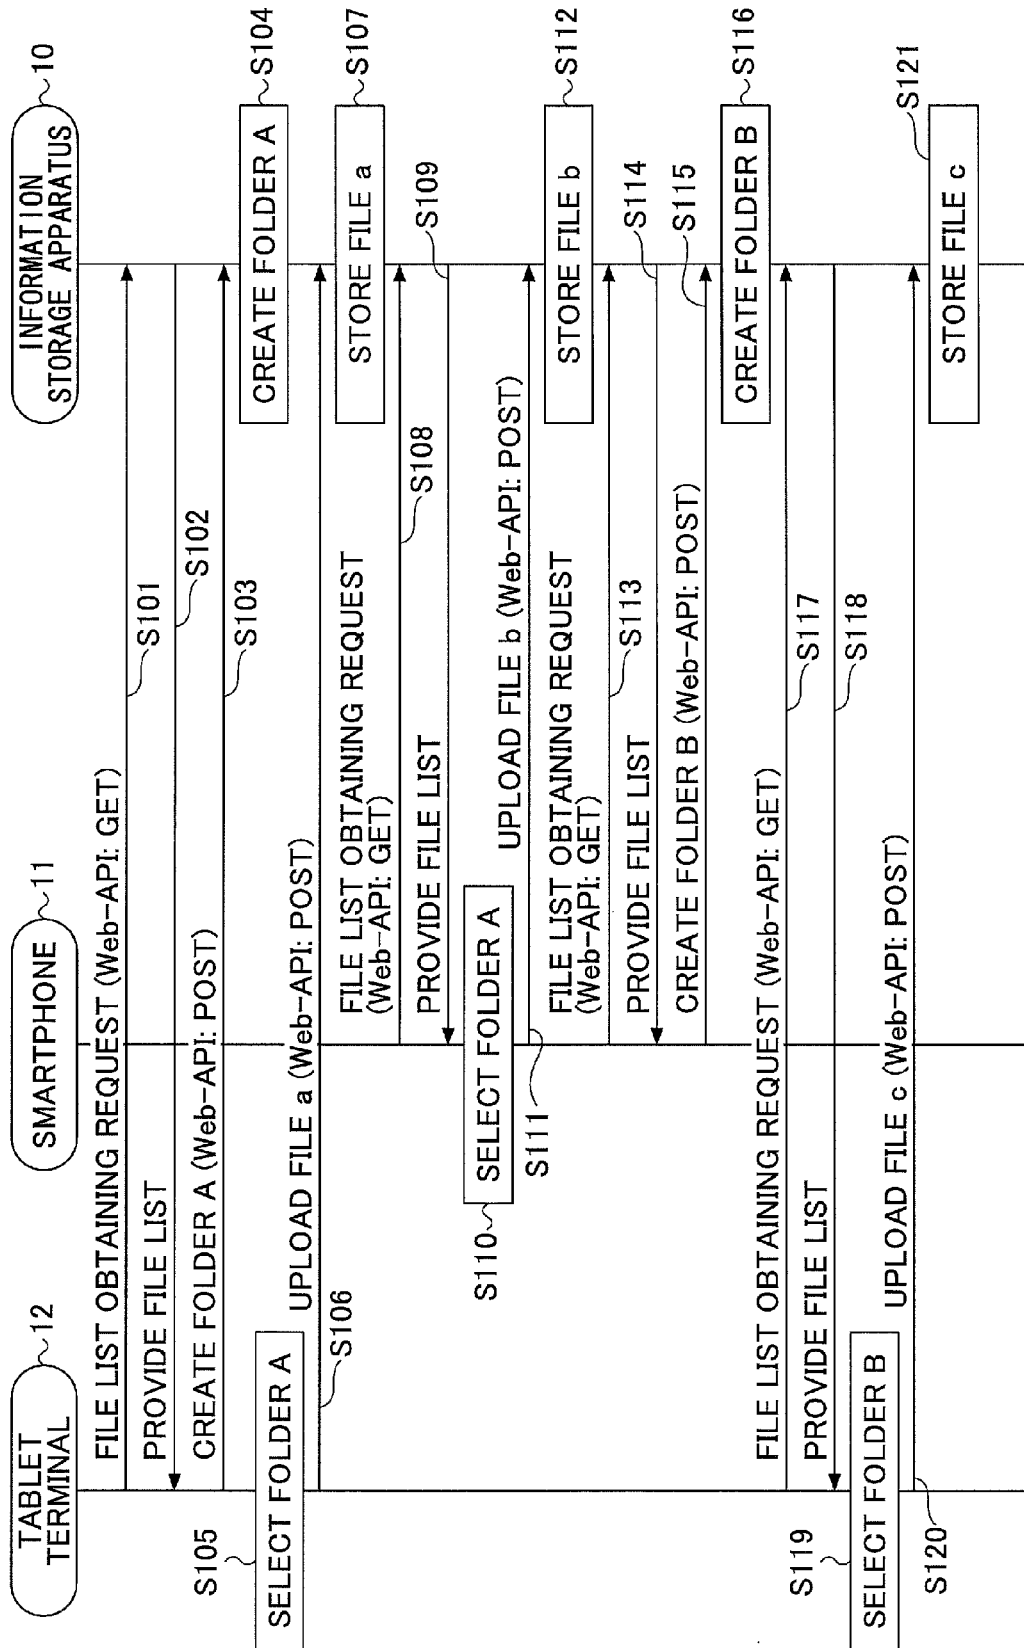 TABLET
TERMINAL
12
SMARTPHONE
11
INFORMATION
STORAGE APPARATUS
10
FILE LIST OBTAINING REQUEST (Web-API: GET)
S101
PROVIDE FILE LIST
S102
CREATE FOLDER A (Web-API: POST)
S103
CREATE FOLDER A
S104
S105
SELECT FOLDER A
UPLOAD FILE a (Web-API: POST)
S106
STORE FILE a
S107
FILE LIST OBTAINING REQUEST
(Web-API: GET)
S108
PROVIDE FILE LIST
S109
S110
SELECT FOLDER A
UPLOAD FILE b (Web-API: POST)
S111
STORE FILE b
S112
FILE LIST OBTAINING REQUEST
(Web-API: GET)
S113
PROVIDE FILE LIST
S114
CREATE FOLDER B (Web-API: POST)
S115
CREATE FOLDER B
S116
FILE LIST OBTAINING REQUEST (Web-API: GET)
S117
PROVIDE FILE LIST
S118
S119
SELECT FOLDER B
UPLOAD FILE c (Web-API: POST)
S120
STORE FILE c
S121